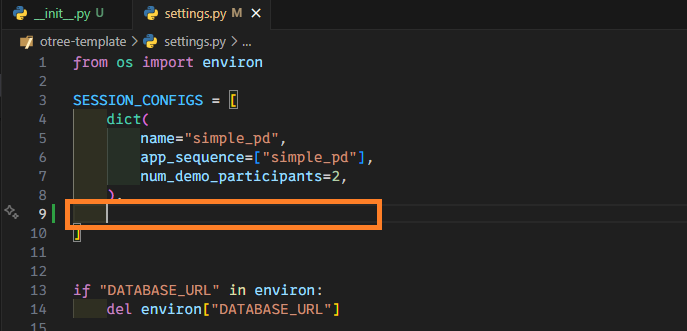 __init__.py U
settings.py M
otree-template > settings.py > ...
1 from os import environ
2
3 SESSION_CONFIGS = [
4 dict(
5 name="simple_pd",
6 app_sequence=["simple_pd"],
7 num_demo_participants=2,
8 ),
9
10 ]
11
12
13 if "DATABASE_URL" in environ:
14 del environ["DATABASE_URL"]
15